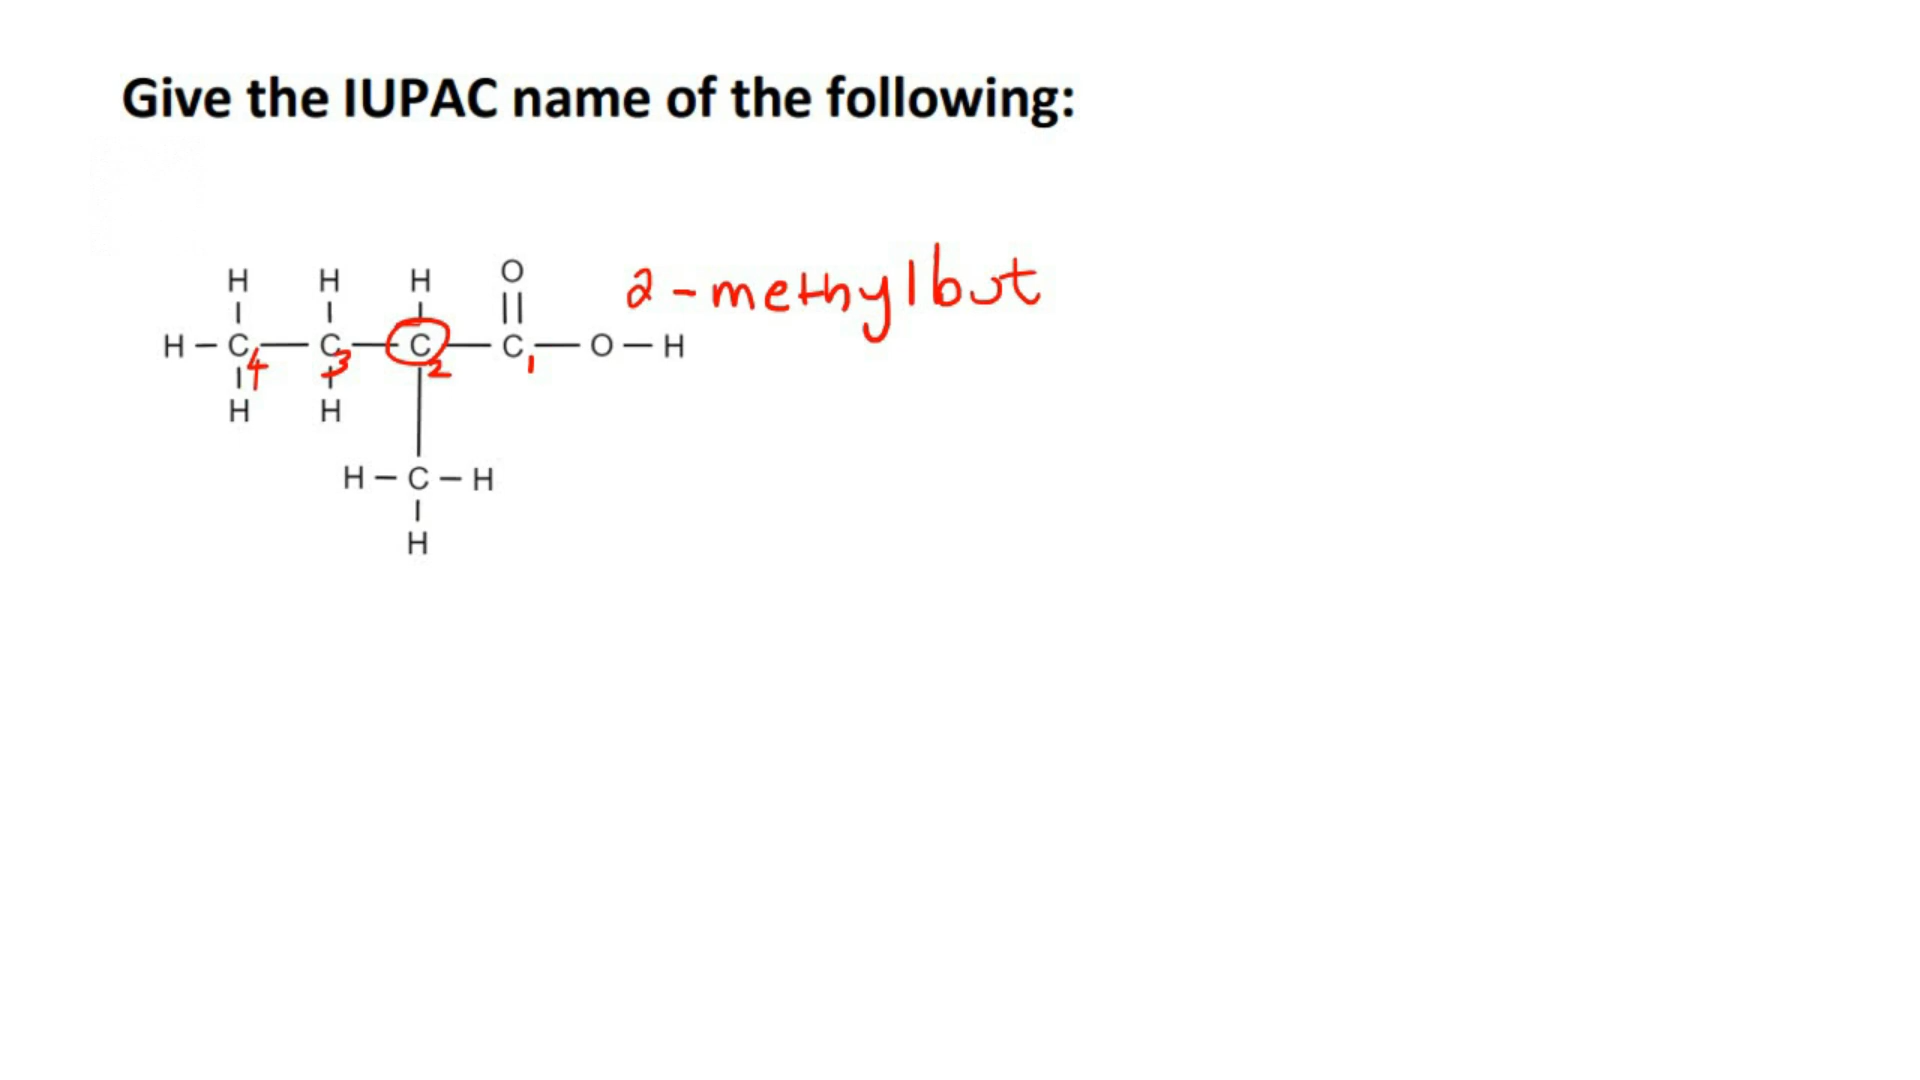 Give the IUPAC name of the following:
H H H O 2-methylbut
H-C-C-C-C-O-H
4 3 2 1
H H
H-C-H
H